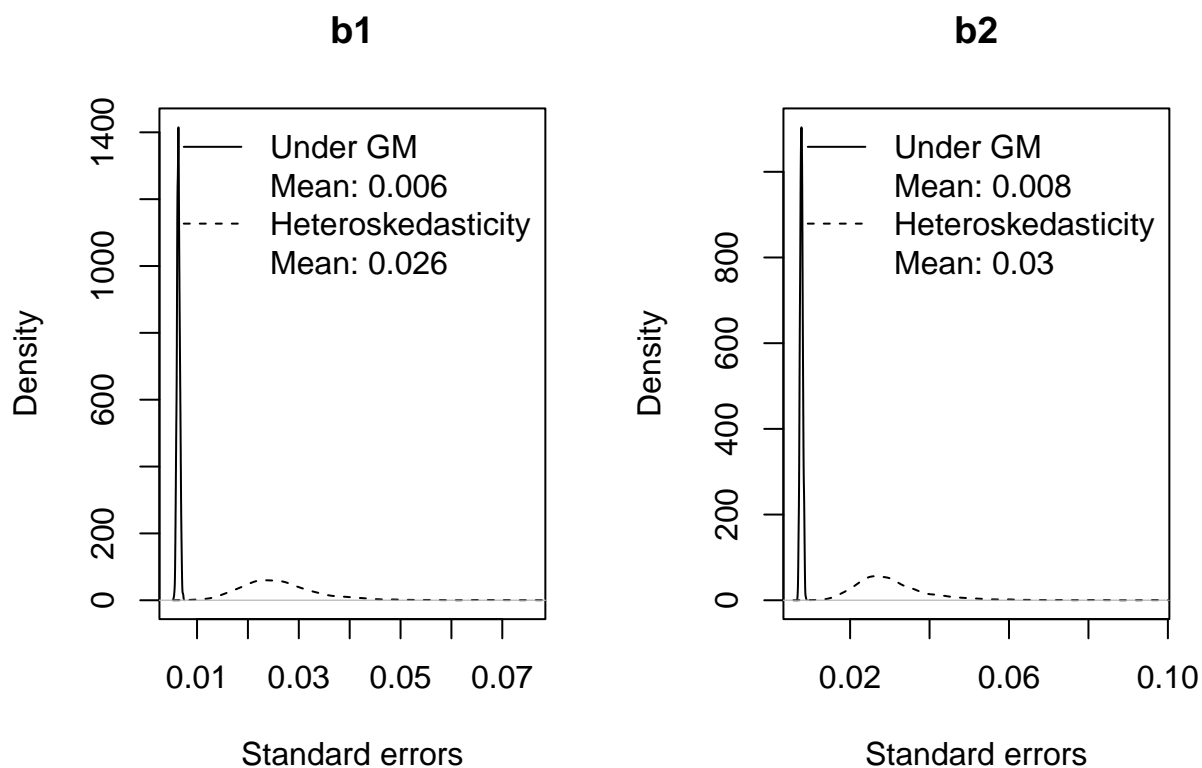 b1
Density
1400
1000
600
200
0
Under GM
Mean: 0.006
Heteroskedasticity
Mean: 0.026
0.01 0.03 0.05 0.07
Standard errors
b2
Density
800
600
400
200
0
Under GM
Mean: 0.008
Heteroskedasticity
Mean: 0.03
0.02 0.06 0.10
Standard errors